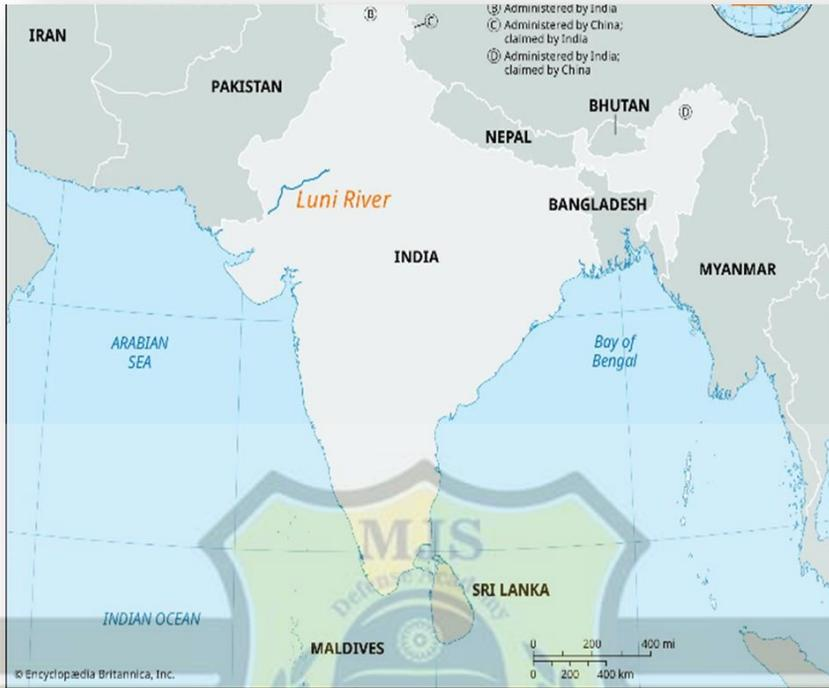 Ⓑ Administered by India
Ⓒ Administered by China;
claimed by India
Ⓓ Administered by India;
claimed by China
Ⓑ
Ⓒ
IRAN
PAKISTAN
BHUTAN
Ⓓ
NEPAL
Luni River
BANGLADESH
INDIA
MYANMAR
ARABIAN
SEA
Bay of
Bengal
MJS
Defense Academy
SRI LANKA
INDIAN OCEAN
MALDIVES
0 200 400 mi
0 200 400 km
© Encyclopædia Britannica, Inc.